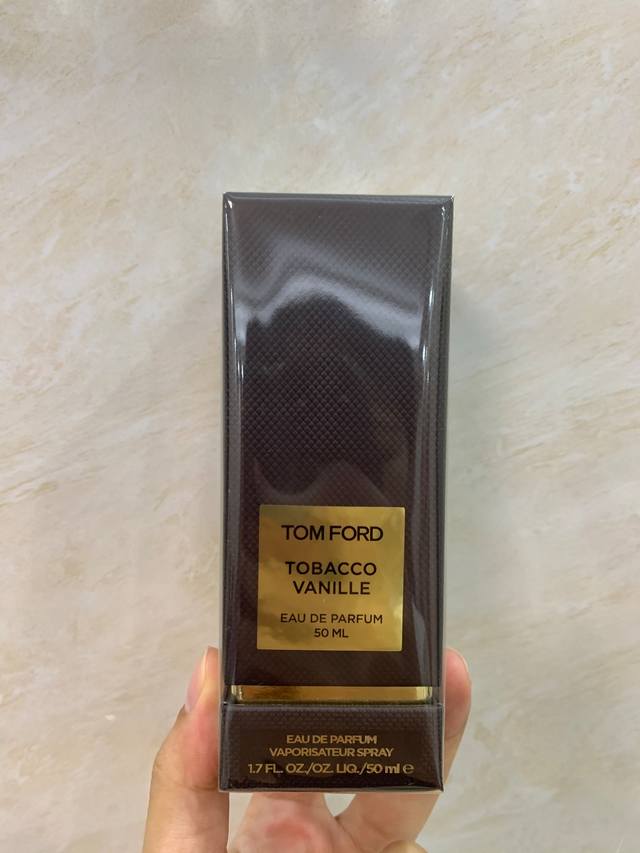 TOM FORD
TOBACCO
VANILLE
EAU DE PARFUM
50 ML
EAU DE PARFUM
VAPORISATEUR SPRAY
1.7 FL. OZ./OZ. LIQ./50 ml ℮